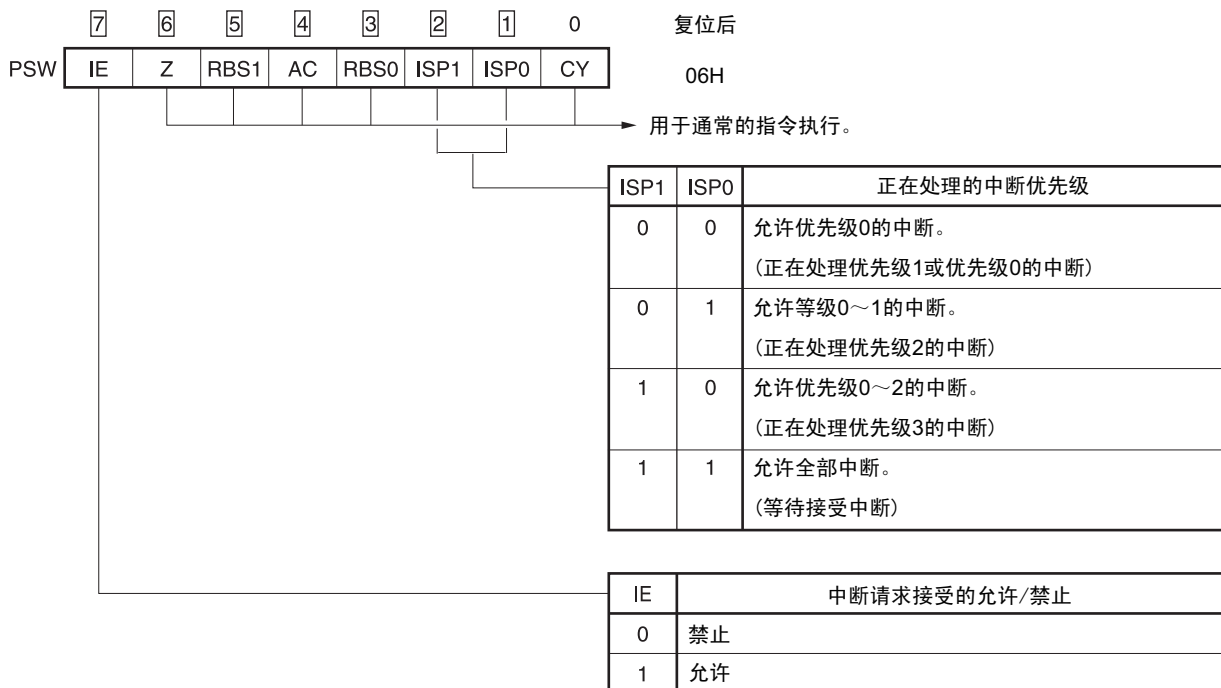 7 6 5 4 3 2 1 0 复位后
PSW IE Z RBS1 AC RBS0 ISP1 ISP0 CY 06H
用于通常的指令执行。
ISP1 ISP0 正在处理的中断优先级
0 0 允许优先级0的中断。
(正在处理优先级1或优先级0的中断)
0 1 允许等级0～1的中断。
(正在处理优先级2的中断)
1 0 允许优先级0～2的中断。
(正在处理优先级3的中断)
1 1 允许全部中断。
(等待接受中断)
IE 中断请求接受的允许/禁止
0 禁止
1 允许